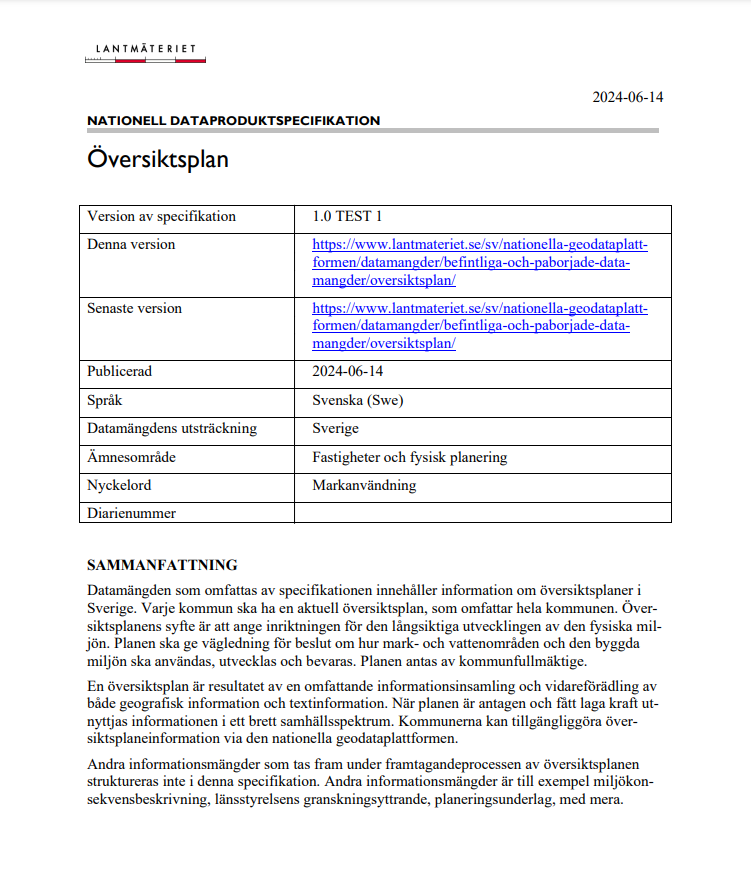 LANTMÄTERIET
2024-06-14
NATIONELL DATAPRODUKTSPECIFIKATION
Översiktsplan
Version av specifikation 1.0 TEST 1
Denna version https://www.lantmateriet.se/sv/nationella-geodataplatt-
formen/datamangder/befintliga-och-paborjade-data-
mangder/oversiktsplan/
Senaste version https://www.lantmateriet.se/sv/nationella-geodataplatt-
formen/datamangder/befintliga-och-paborjade-data-
mangder/oversiktsplan/
Publicerad 2024-06-14
Språk Svenska (Swe)
Datamängdens utsträckning Sverige
Ämnesområde Fastigheter och fysisk planering
Nyckelord Markanvändning
Diarienummer
SAMMANFATTNING
Datamängden som omfattas av specifikationen innehåller information om översiktsplaner i
Sverige. Varje kommun ska ha en aktuell översiktsplan, som omfattar hela kommunen. Över-
siktsplanens syfte är att ange inriktningen för den långsiktiga utvecklingen av den fysiska mil-
jön. Planen ska ge vägledning för beslut om hur mark- och vattenområden och den byggda
miljön ska användas, utvecklas och bevaras. Planen antas av kommunfullmäktige.
En översiktsplan är resultatet av en omfattande informationsinsamling och vidareförädling av
både geografisk information och textinformation. När planen är antagen och fått laga kraft ut-
nyttjas informationen i ett brett samhällsspektrum. Kommunerna kan tillgängliggöra över-
siktsplaneinformation via den nationella geodataplattformen.
Andra informationsmängder som tas fram under framtagandeprocessen av översiktsplanen
struktureras inte i denna specifikation. Andra informationsmängder är till exempel miljökon-
sekvensbeskrivning, länsstyrelsens granskningsyttrande, planeringsunderlag, med mera.